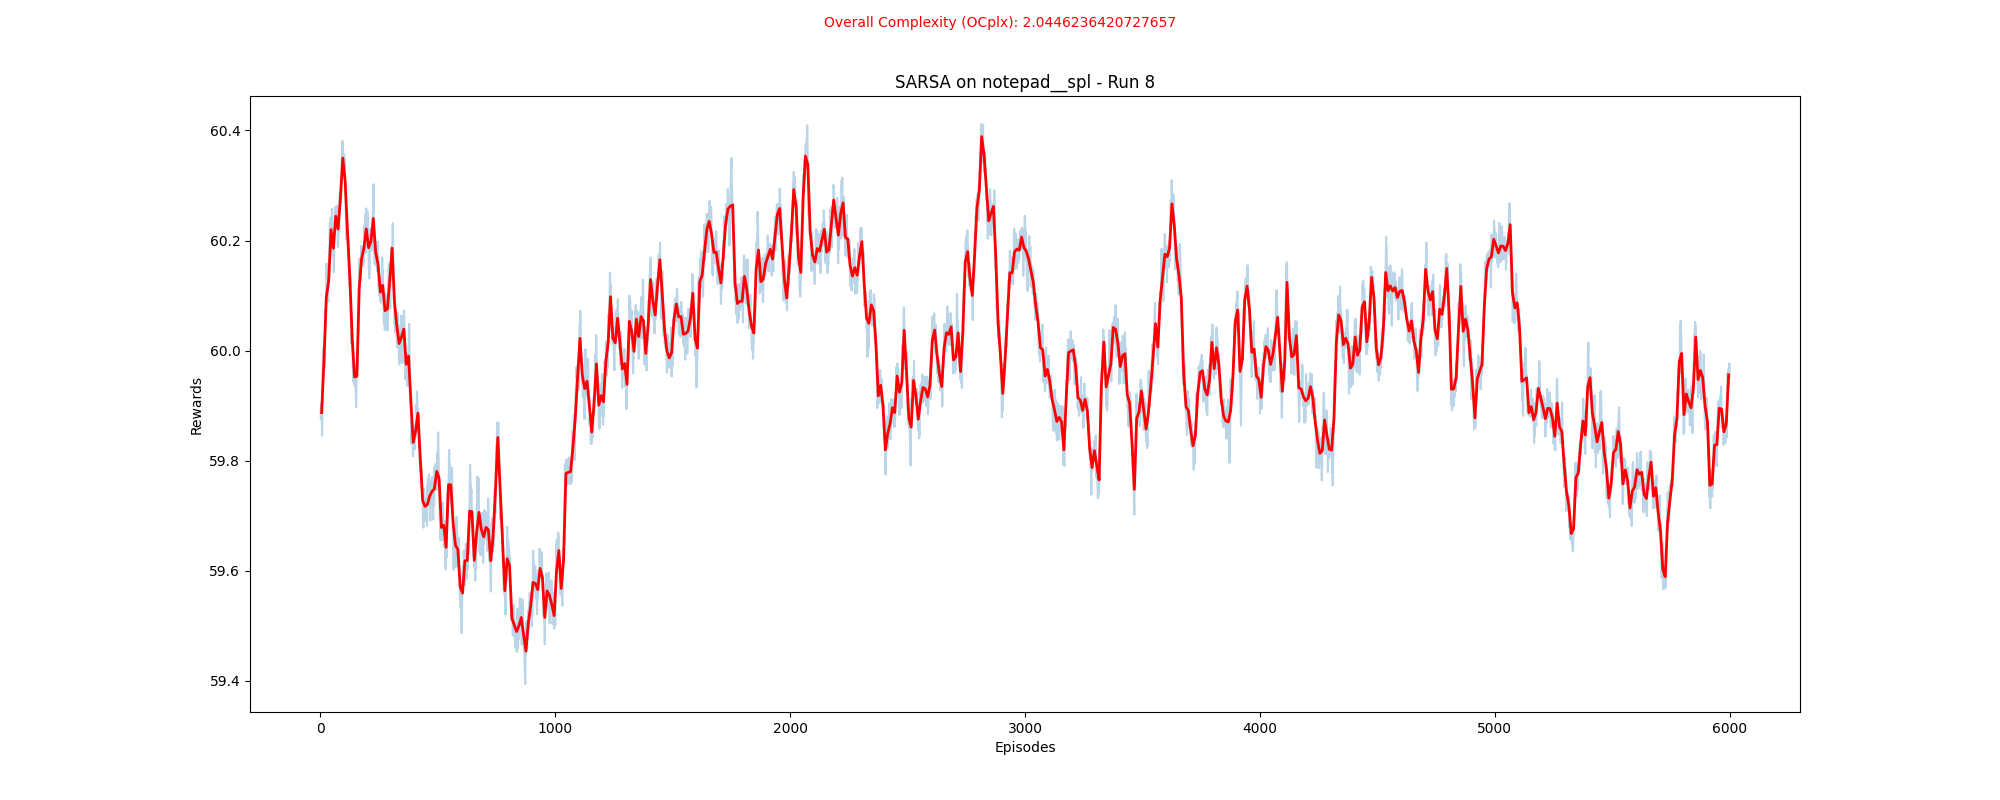 Overall Complexity (OCplx): 2.0446236420727657
SARSA on notepad__spl - Run 8
Rewards
60.4
60.2
60.0
59.8
59.6
59.4
0 1000 2000 3000 4000 5000 6000
Episodes